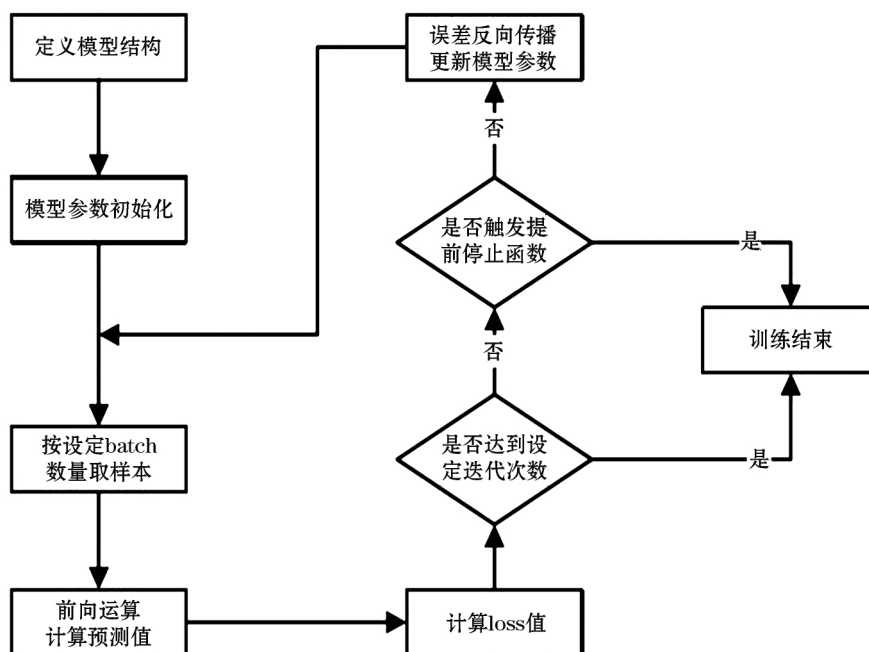 定义模型结构
模型参数初始化
按设定batch
数量取样本
前向运算
计算预测值
计算loss值
是否达到设
定迭代次数
是
否
是否触发提
前停止函数
是
否
误差反向传播
更新模型参数
训练结束